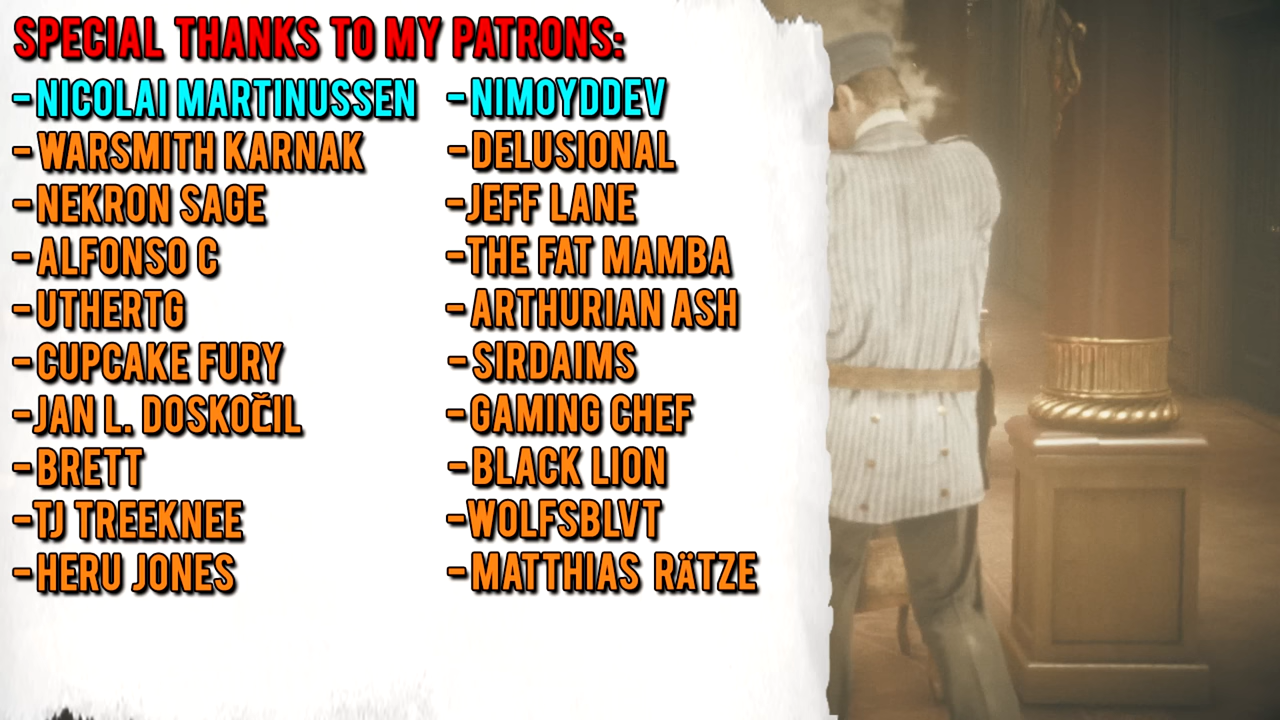 SPECIAL THANKS TO MY PATRONS:
- NICOLAI MARTINUSSEN
- WARSMITH KARNAK
- NEKRON SAGE
- ALFONSO C
- UTHERTG
- CUPCAKE FURY
-JAN L. DOSKOČIL
- BRETT
-TJ TREEKNEE
- HERU JONES
- NIMOYDDEV
- DELUSIONAL
-JEFF LANE
-THE FAT MAMBA
- ARTHURIAN ASH
- SIRDAIMS
- GAMING CHEF
- BLACK LION
-WOLFSBLVT
- MATTHIAS RÄTZE